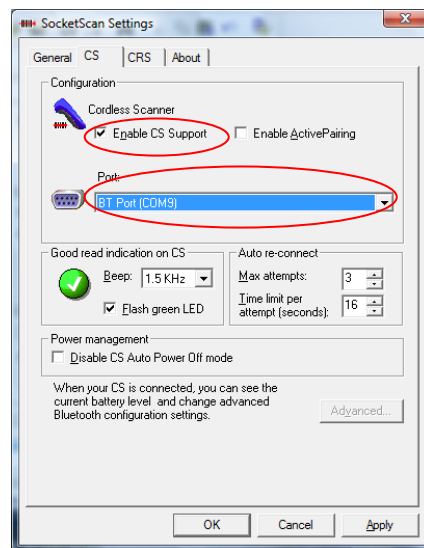 SocketScan Settings
General CS CRS About
Configuration
Cordless Scanner
Enable CS Support Enable ActivePairing
Port:
BT Port (COM9)
Good read indication on CS Auto re-connect
Beep: 1.5 KHz Max attempts: 3
Flash green LED Time limit per attempt (seconds): 16
Power management
Disable CS Auto Power Off mode
When your CS is connected, you can see the
current battery level and change advanced
Bluetooth configuration settings.
Advanced...
OK Cancel Apply